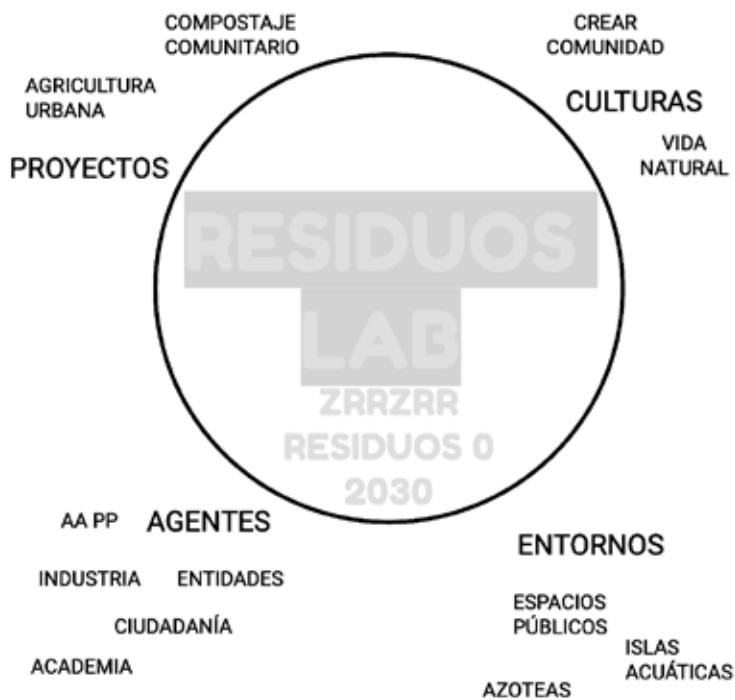 COMPOSTAJE
COMUNITARIO
CREAR
COMUNIDAD
AGRICULTURA
URBANA
CULTURAS
PROYECTOS
VIDA
NATURAL
RESIDUOS
LAB
ZRRZRR
RESIDUOS 0
2030
AA PP
AGENTES
ENTORNOS
INDUSTRIA
ENTIDADES
ESPACIOS
PÚBLICOS
CIUDADANÍA
ISLAS
ACUÁTICAS
ACADEMIA
AZOTEAS